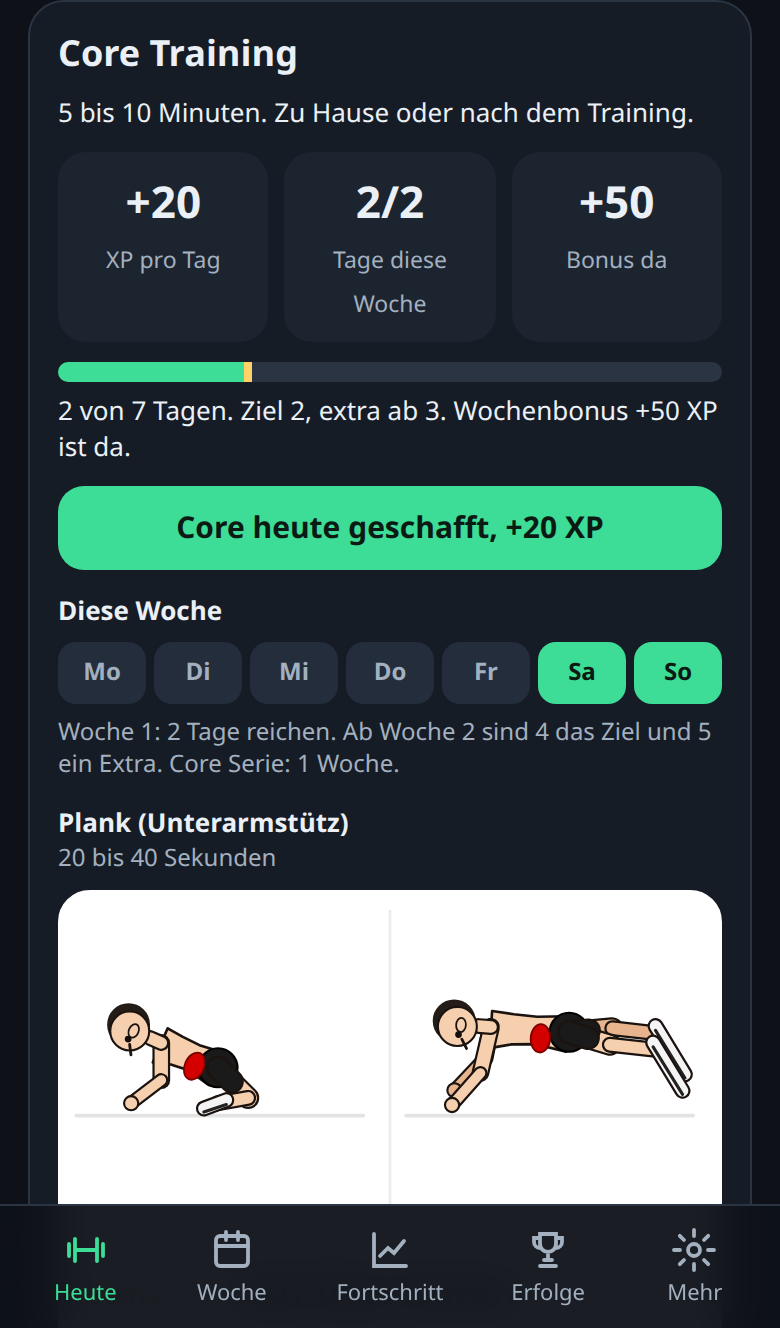 Core Training
5 bis 10 Minuten. Zu Hause oder nach dem Training.
+20
XP pro Tag
2/2
Tage diese
Woche
+50
Bonus da
2 von 7 Tagen. Ziel 2, extra ab 3. Wochenbonus +50 XP
ist da.
Core heute geschafft, +20 XP
Diese Woche
Mo Di Mi Do Fr Sa So
Woche 1: 2 Tage reichen. Ab Woche 2 sind 4 das Ziel und 5
ein Extra. Core Serie: 1 Woche.
Plank (Unterarmstütz)
20 bis 40 Sekunden
Heute Woche Fortschritt Erfolge Mehr